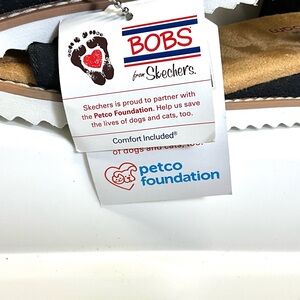 BOBS
from Skechers.
Skechers is proud to partner with
the Petco Foundation. Help us save
the lives of dogs and cats, too.
Comfort Included®
of dogs and cats, too.
petco
foundation